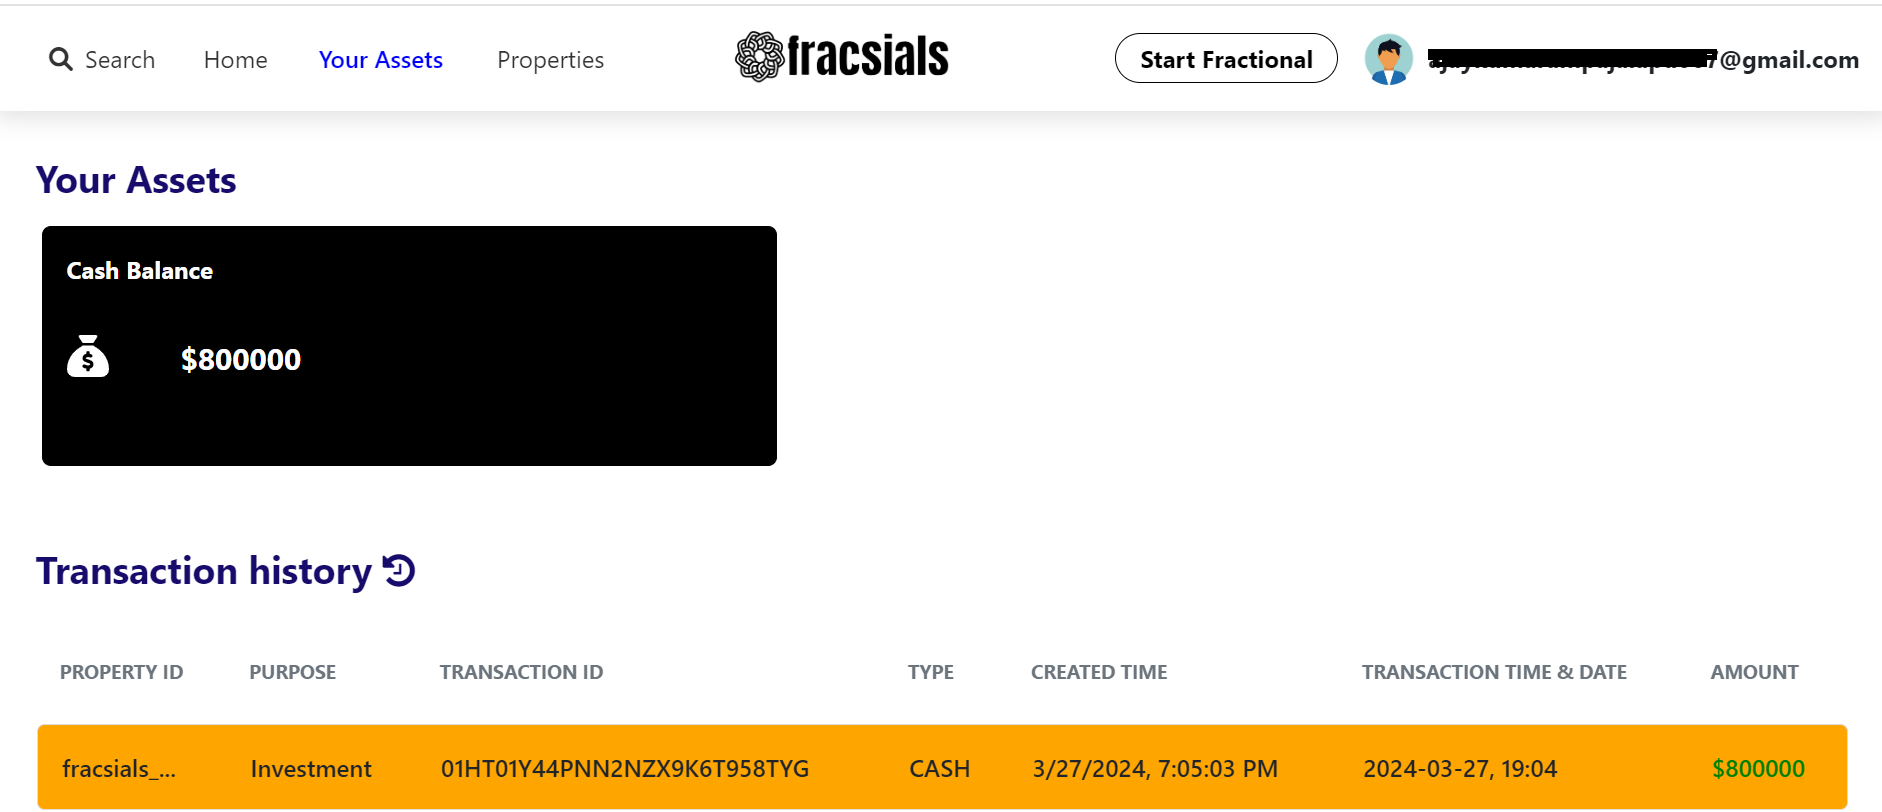 Search Home Your Assets Properties fracsials Start Fractional @gmail.com
Your Assets
Cash Balance
$800000
Transaction history
PROPERTY ID PURPOSE TRANSACTION ID TYPE CREATED TIME TRANSACTION TIME & DATE AMOUNT
fracsials_... Investment 01HT01Y44PNN2NZX9K6T958TYG CASH 3/27/2024, 7:05:03 PM 2024-03-27, 19:04 $800000